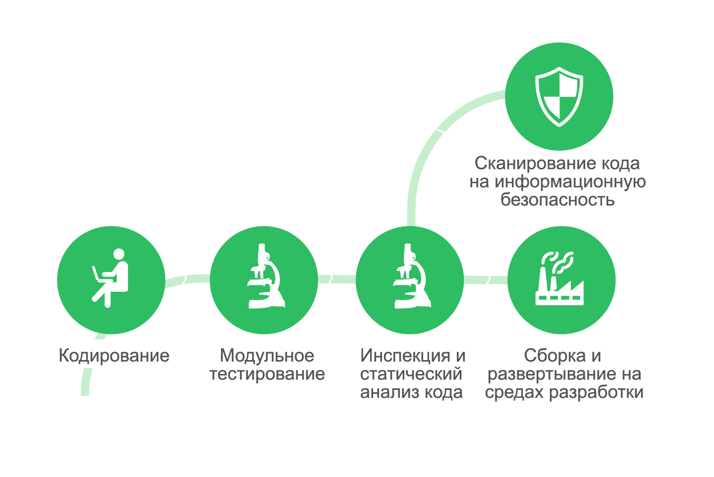 Сканирование кода
на информационную
безопасность
Кодирование
Модульное
тестирование
Инспекция и
статический
анализ кода
Сборка и
развертывание на
средах разработки